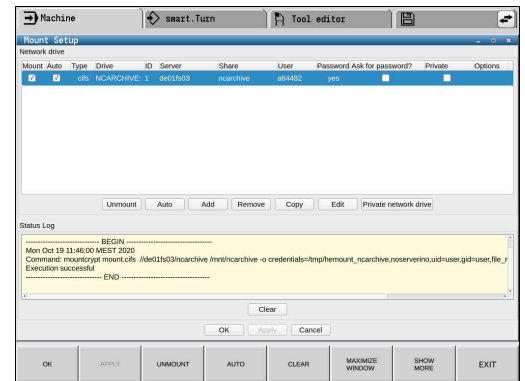 Machine
smart.Turn
Tool editor
Mount Setup
Network drive
Mount Auto Type Drive ID Server Share User Password Ask for password? Private Options
cifs NCARCHIVE: 1 de01fs03 ncarchive a64482 yes
Unmount Auto Add Remove Copy Edit Private network drive
Status Log
------------------------------ BEGIN -----------------------------------
Mon Oct 19 11:46:00 MEST 2020
Command: mountcrypt mount.cifs //de01fs03/ncarchive /mnt/ncarchive -o credentials=/tmp/hemount_ncarchive,noserverino,uid=user,gid=user,file_r
Execution successful
------------------------------ END -----------------------------------
Clear
OK Apply Cancel
OK APPLY UNMOUNT AUTO CLEAR MAXIMIZE WINDOW SHOW MORE EXIT